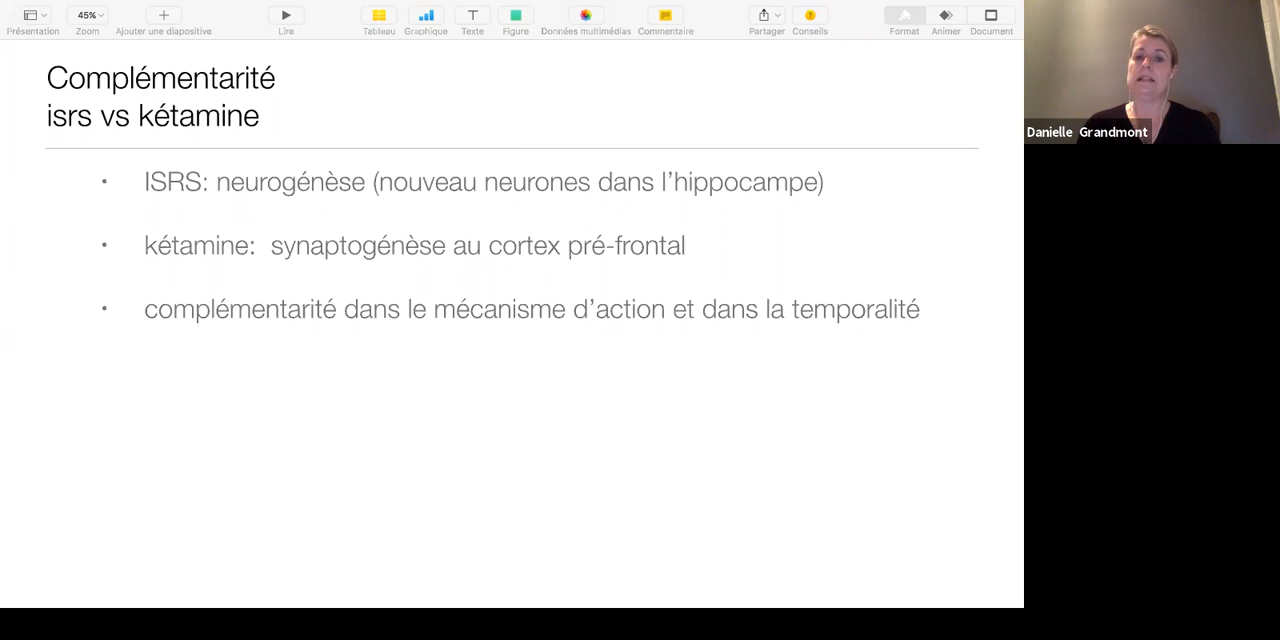 45%
Présentation
Zoom
Ajouter une diapositive
Lire
Tableau
Graphique
Texte
Figure
Données multimédias
Commentaire
Partager
Conseils
Format
Animer
Document
Complémentarité
isrs vs kétamine
• ISRS: neurogénèse (nouveau neurones dans l’hippocampe)
• kétamine: synaptogénèse au cortex pré-frontal
• complémentarité dans le mécanisme d’action et dans la temporalité
Danielle Grandmont